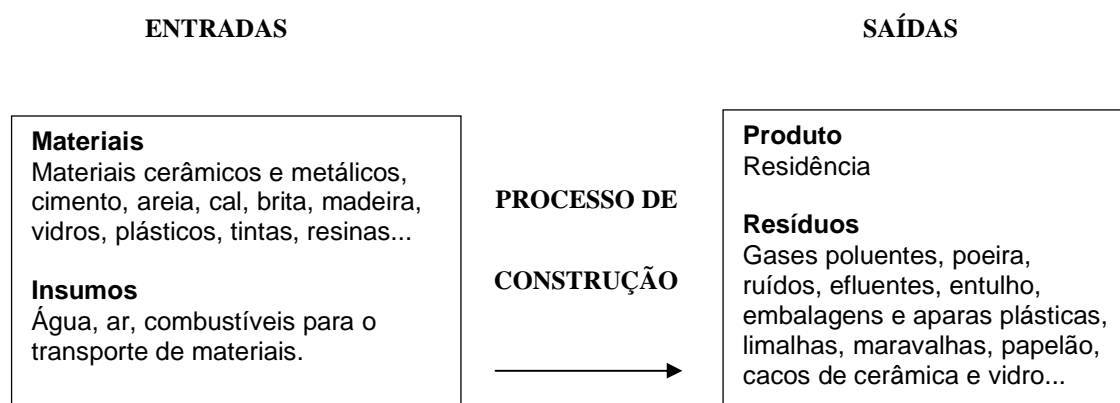 ENTRADAS
SAÍDAS
Materiais
Materiais cerâmicos e metálicos,
cimento, areia, cal, brita, madeira,
vidros, plásticos, tintas, resinas...
Insumos
Água, ar, combustíveis para o
transporte de materiais.
PROCESSO DE
CONSTRUÇÃO
Produto
Residência
Resíduos
Gases poluentes, poeira,
ruídos, efluentes, entulho,
embalagens e aparas plásticas,
limalhas, maravalhas, papelão,
cacos de cerâmica e vidro...